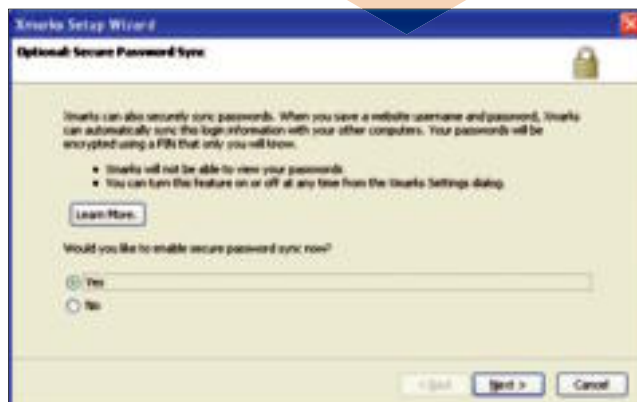 Xmarks Setup Wizard
Optional: Secure Password Sync
Xmarks can also securely sync passwords. When you save a website username and password, Xmarks
can automatically sync this login information with your other computers. Your passwords will be
encrypted using a PIN that only you will know.
• Xmarks will not be able to view your passwords
• You can turn this feature on or off at any time from the Xmarks Settings dialog.
Learn More.
Would you like to enable secure password sync now?
Yes
No
< Back Next > Cancel